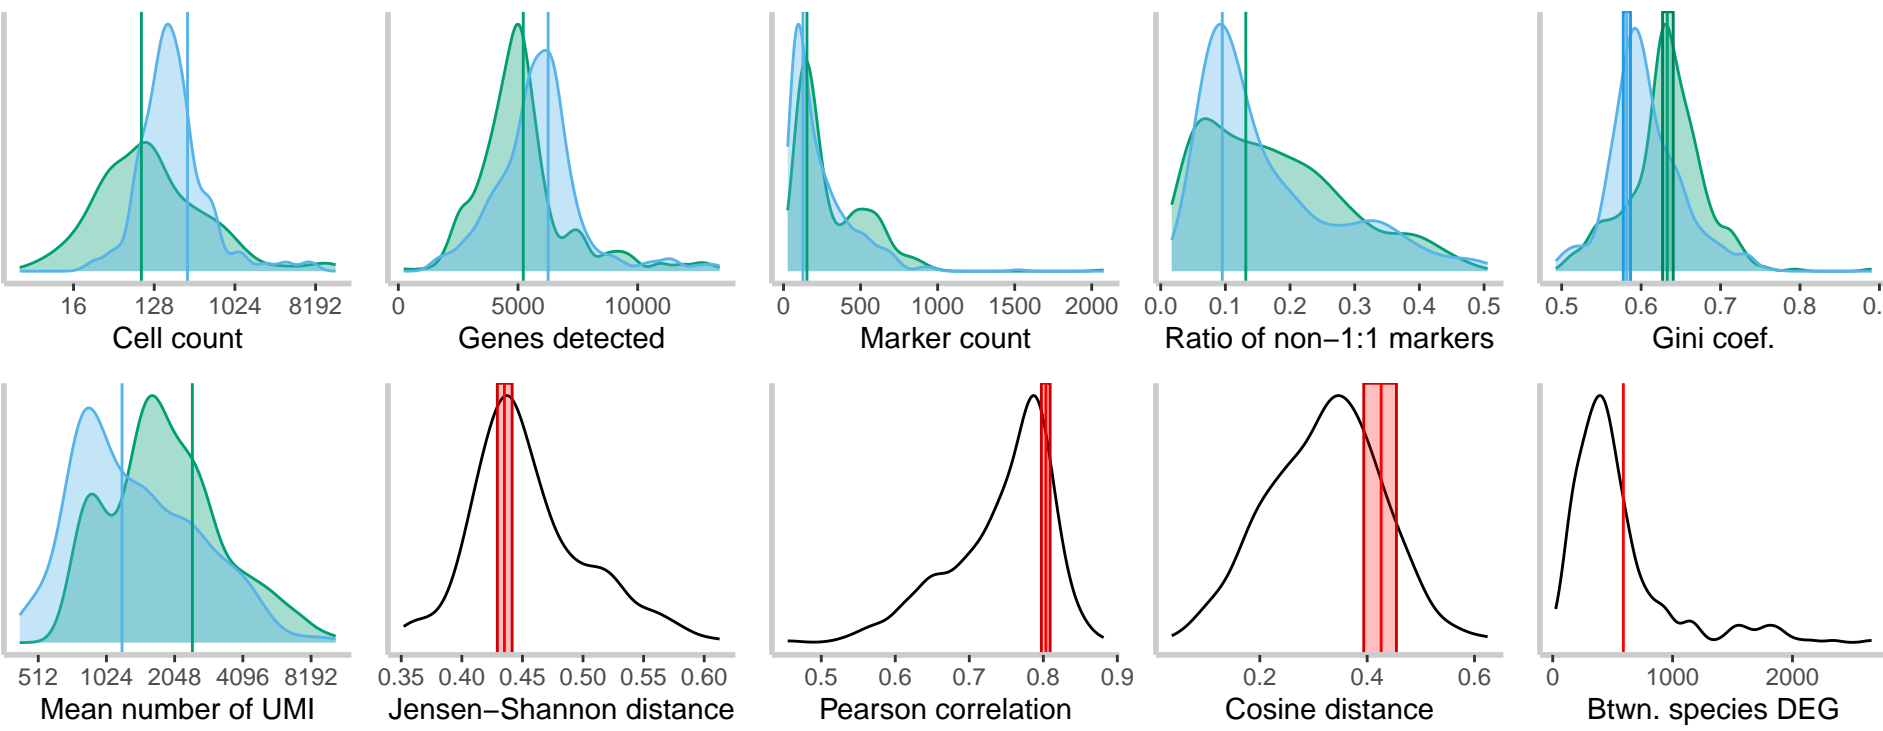 16 128 1024 8192
Cell count
0 5000 10000
Genes detected
0 500 1000 1500 2000
Marker count
0.0 0.1 0.2 0.3 0.4 0.5
Ratio of non−1:1 markers
0.5 0.6 0.7 0.8 0.
Gini coef.
512 1024 2048 4096 8192
Mean number of UMI
0.35 0.40 0.45 0.50 0.55 0.60
Jensen−Shannon distance
0.5 0.6 0.7 0.8 0.9
Pearson correlation
0.2 0.4 0.6
Cosine distance
0 1000 2000
Btwn. species DEG